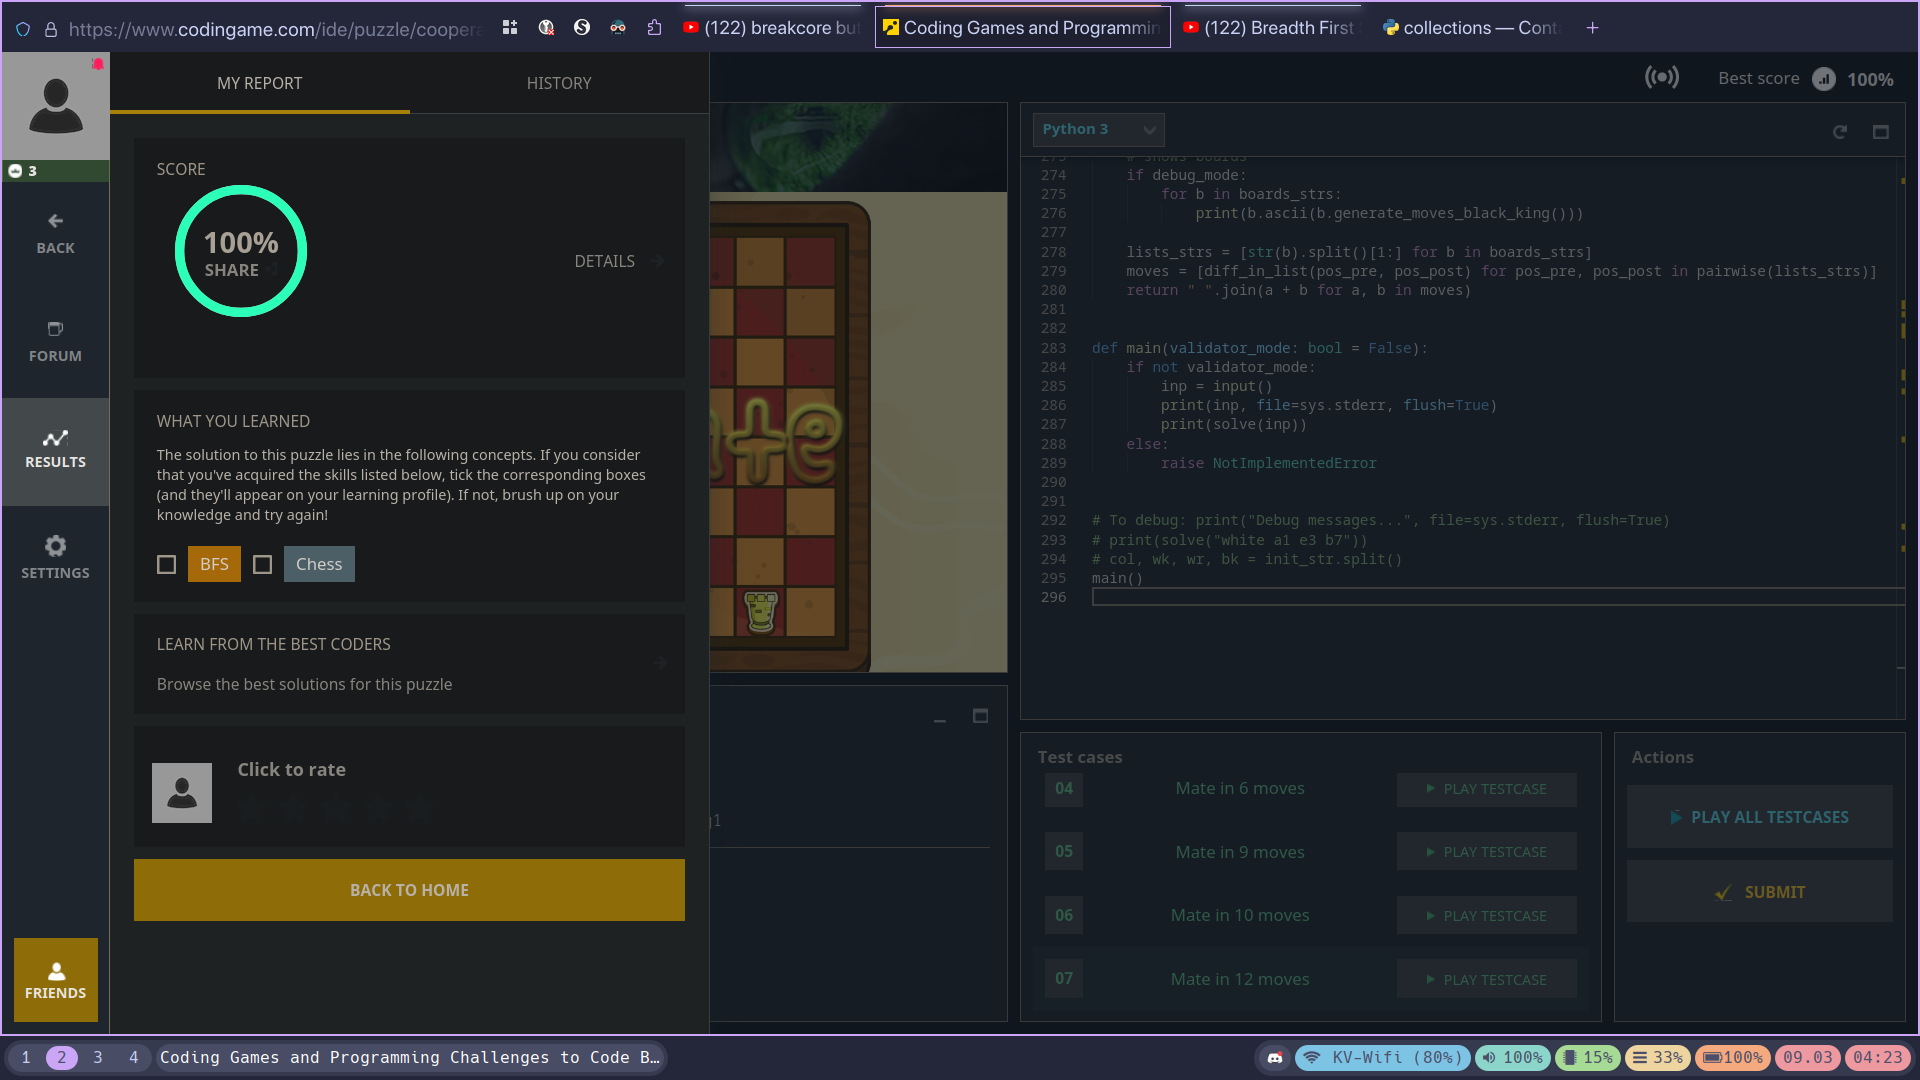 https://www.codingame.com/ide/puzzle/coopera
(122) breakcore but
Coding Games and Programmin
(122) Breadth First
collections — Cont
+
3
BACK
FORUM
RESULTS
SETTINGS
FRIENDS
MY REPORT
HISTORY
SCORE
100%
SHARE
DETAILS
WHAT YOU LEARNED
The solution to this puzzle lies in the following concepts. If you consider
that you've acquired the skills listed below, tick the corresponding boxes
(and they'll appear on your learning profile). If not, brush up on your
knowledge and try again!
BFS
Chess
LEARN FROM THE BEST CODERS
Browse the best solutions for this puzzle
Click to rate
BACK TO HOME
Best score 100%
Python 3
274 if debug_mode:
275 for b in boards_strs:
276 print(b.ascii(b.generate_moves_black_king()))
277
278 lists_strs = [str(b).split()[1:] for b in boards_strs]
279 moves = [diff_in_list(pos_pre, pos_post) for pos_pre, pos_post in pairwise(lists_strs)]
280 return " ".join(a + b for a, b in moves)
281
282
283 def main(validator_mode: bool = False):
284 if not validator_mode:
285 inp = input()
286 print(inp, file=sys.stderr, flush=True)
287 print(solve(inp))
288 else:
289 raise NotImplementedError
290
291
292 # To debug: print("Debug messages...", file=sys.stderr, flush=True)
293 # print(solve("white a1 e3 b7"))
294 # col, wk, wr, bk = init_str.split()
295 main()
296
Test cases
04 Mate in 6 moves PLAY TESTCASE
05 Mate in 9 moves PLAY TESTCASE
06 Mate in 10 moves PLAY TESTCASE
07 Mate in 12 moves PLAY TESTCASE
Actions
PLAY ALL TESTCASES
SUBMIT
1 2 3 4 Coding Games and Programming Challenges to Code B…
KV-Wifi (80%) 100% 15% 33% 100% 09.03 04:23